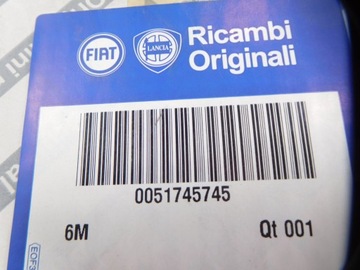 FIAT
LANCIA
Ricambi
Originali
0051745745
6M
Qt 001